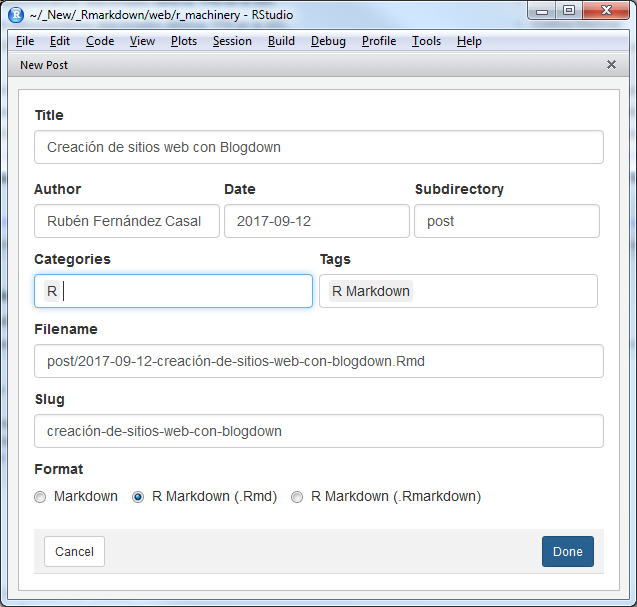 ~/_New/_Rmarkdown/web/r_machinery - RStudio
File Edit Code View Plots Session Build Debug Profile Tools Help
New Post
Title
Creación de sitios web con Blogdown
Author Date Subdirectory
Rubén Fernández Casal 2017-09-12 post
Categories Tags
R R Markdown
Filename
post/2017-09-12-creación-de-sitios-web-con-blogdown.Rmd
Slug
creación-de-sitios-web-con-blogdown
Format
Markdown R Markdown (.Rmd) R Markdown (.Rmarkdown)
Cancel Done